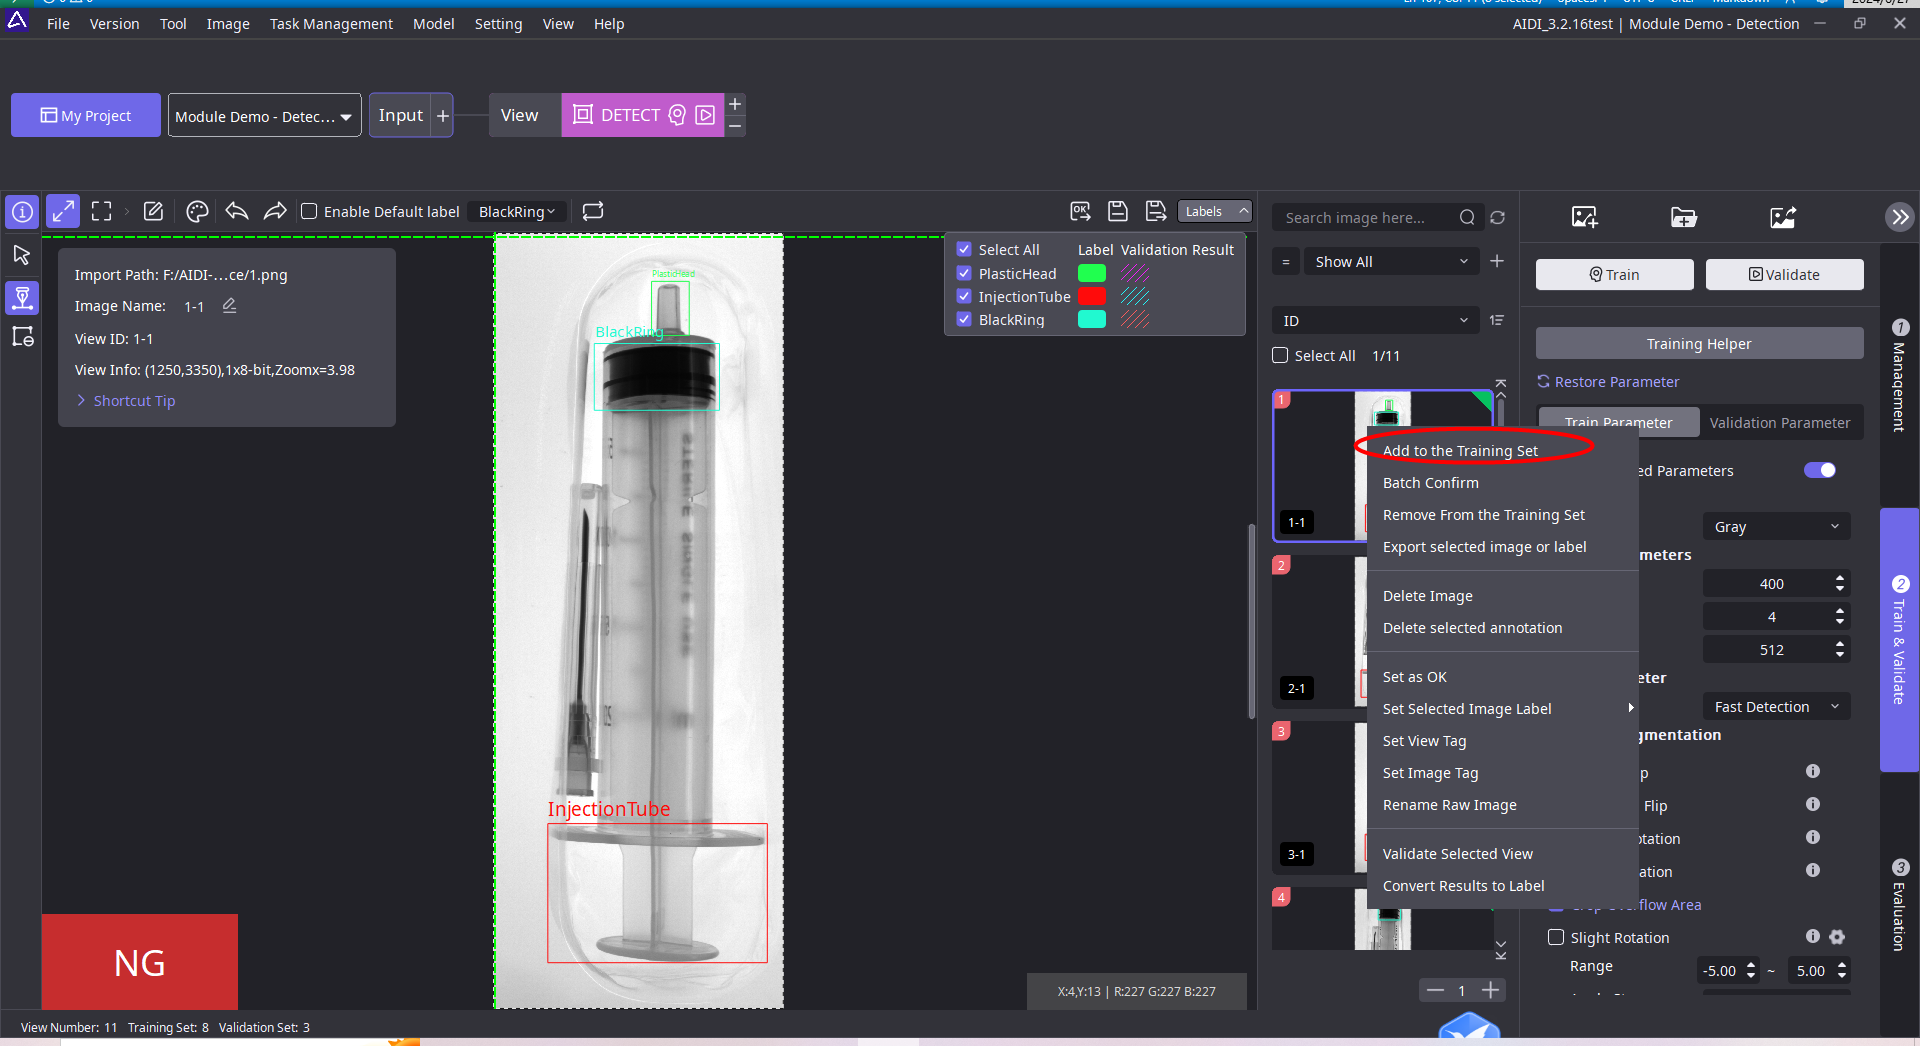 File Version Tool Image Task Management Model Setting View Help
AIDI_3.2.16test | Module Demo - Detection
My Project
Module Demo - Detec...
Input
+
View
DETECT
Enable Default label
BlackRing
OK
Labels
Select All Label Validation Result
PlasticHead
InjectionTube
BlackRing
Import Path: F:/AIDI-...ce/1.png
Image Name: 1-1
View ID: 1-1
View Info: (1250,3350),1x8-bit,Zoomx=3.98
Shortcut Tip
PlasticHead
BlackRing
InjectionTube
NG
X:4,Y:13 | R:227 G:227 B:227
View Number: 11 Training Set: 8 Validation Set: 3
Search image here...
= Show All
ID
Select All 1/11
1
1-1
2
2-1
3
3-1
4
1
Add to the Training Set
Batch Confirm
Remove From the Training Set
Export selected image or label
Delete Image
Delete selected annotation
Set as OK
Set Selected Image Label
Set View Tag
Set Image Tag
Rename Raw Image
Validate Selected View
Convert Results to Label
Train
Validate
Training Helper
Restore Parameter
Train Parameter
Validation Parameter
ed Parameters
Gray
meters
400
4
512
eter
Fast Detection
gmentation
p
Flip
otation
ation
Crop Overflow Area
Slight Rotation
Range
-5.00 ~ 5.00
1 Management
2 Train & Validate
3 Evaluation